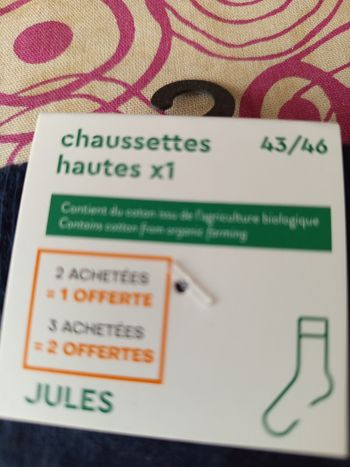 chaussettes 43/46
hautes x1
Contient du coton issu de l'agriculture biologique
Contains cotton from organic farming
2 ACHETÉES
= 1 OFFERTE
3 ACHETÉES
= 2 OFFERTES
JULES